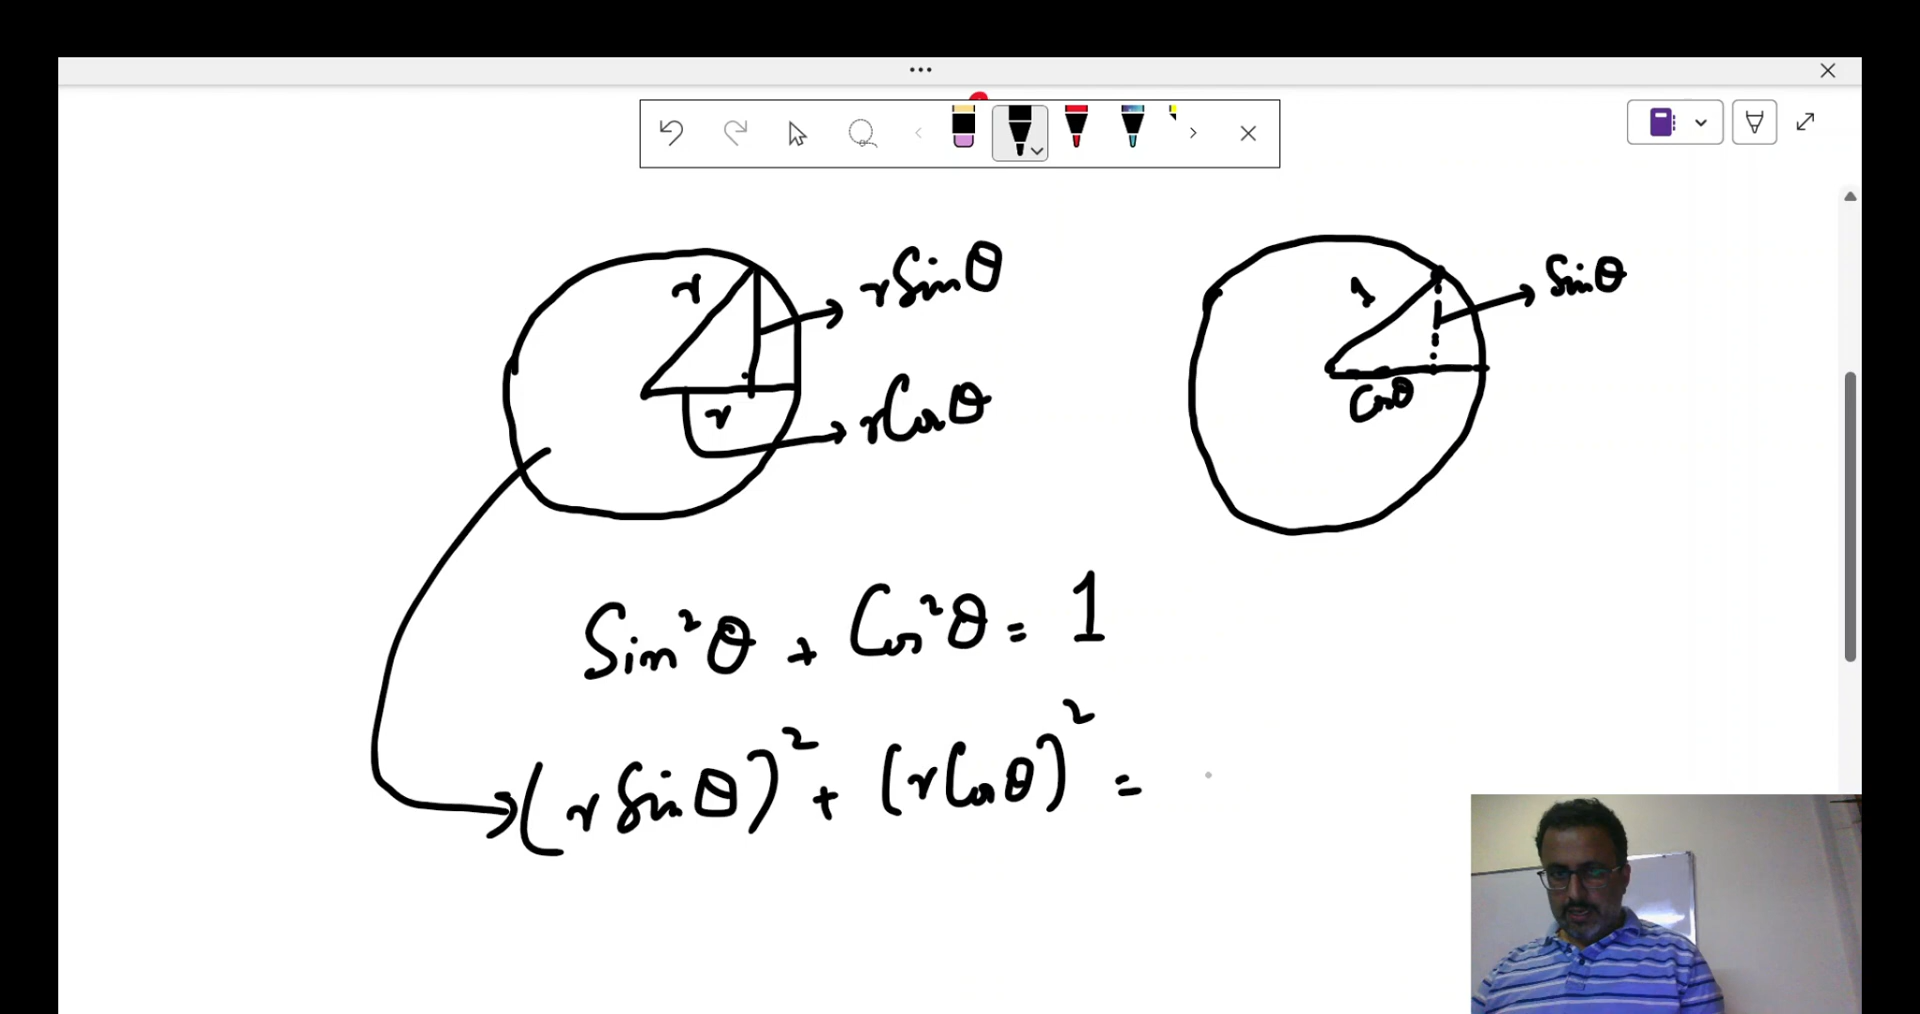 r
r Sin θ
r
r Cos θ
1
Sin θ
Cos θ
Sin²θ + Cos²θ = 1
(r Sin θ)² + (r Cos θ)² =